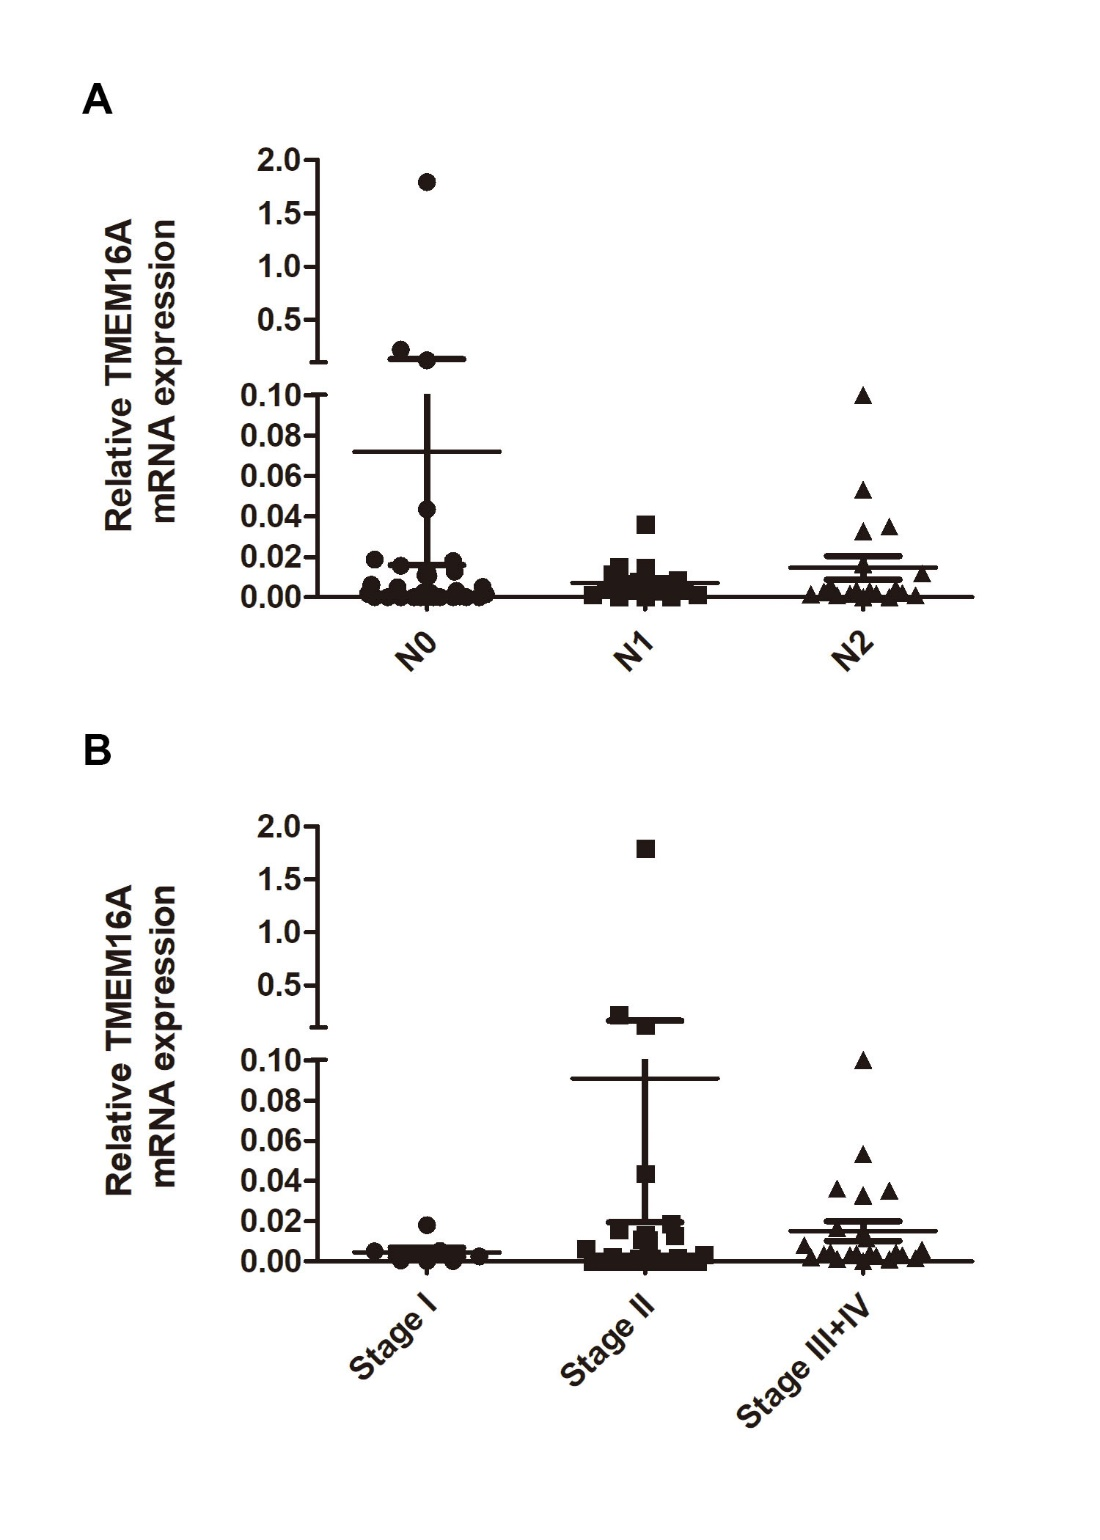 A
Relative TMEM16A
mRNA expression
2.0
1.5
1.0
0.5
0.10
0.08
0.06
0.04
0.02
0.00
N0
N1
N2
B
Relative TMEM16A
mRNA expression
2.0
1.5
1.0
0.5
0.10
0.08
0.06
0.04
0.02
0.00
Stage I
Stage II
Stage III+IV